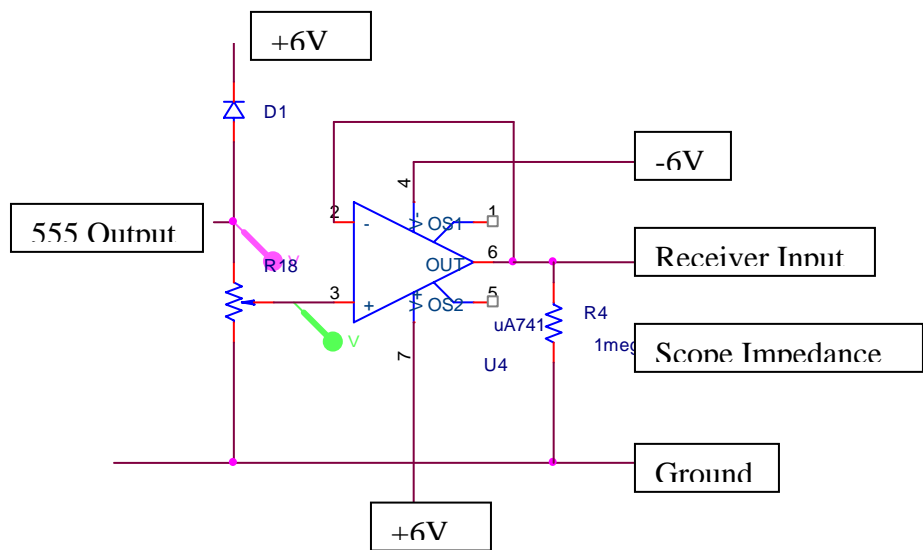 +6V
D1
-6V
4
1
2
-
V-
OS1
555 Output
V
R18
OUT
6
Receiver Input
3
+
V+
OS2
5
uA741
R4
1meg
V
U4
7
Scope Impedance
Ground
+6V